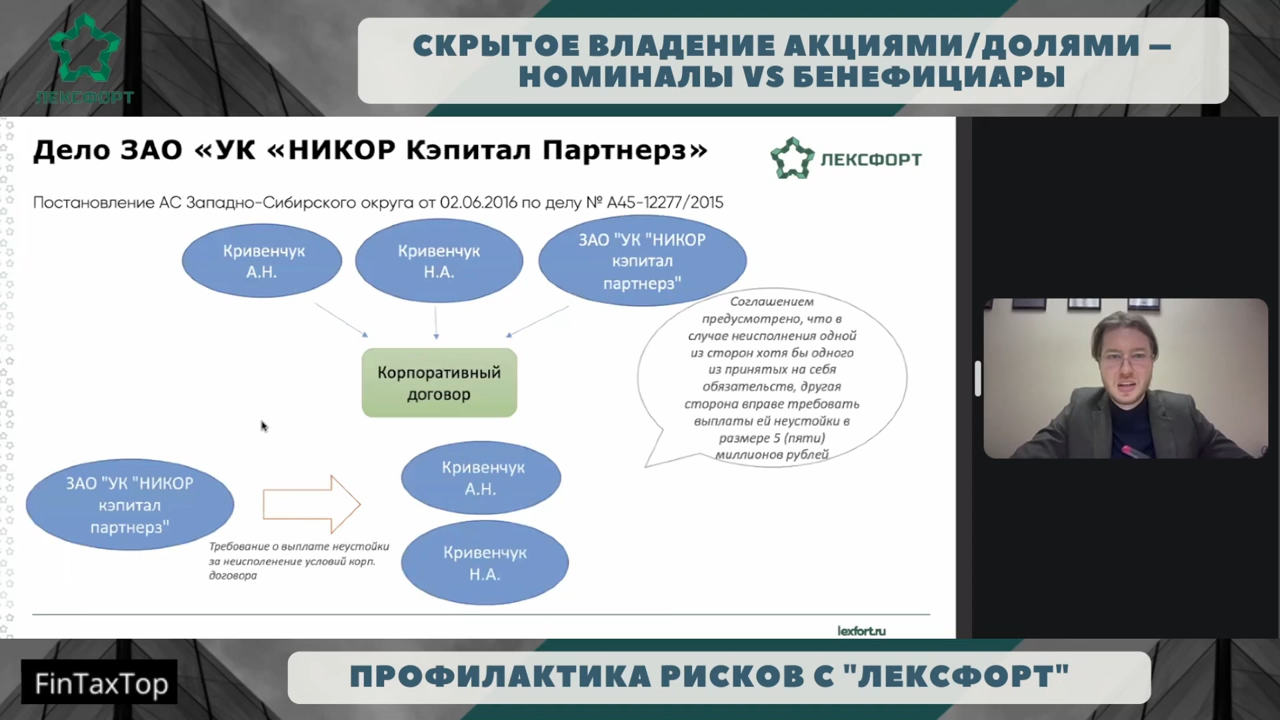 СКРЫТОЕ ВЛАДЕНИЕ АКЦИЯМИ/ДОЛЯМИ –
НОМИНАЛЫ VS БЕНЕФИЦИАРЫ
ЛЕКСФОРТ
Дело ЗАО «УК «НИКОР Кэпитал Партнерз»
ЛЕКСФОРТ
Постановление АС Западно-Сибирского округа от 02.06.2016 по делу № А45-12277/2015
Кривенчук
А.Н.
Кривенчук
Н.А.
ЗАО "УК "НИКОР
кэпитал
партнерз"
Соглашением
предусмотрено, что в
случае неисполнения одной
из сторон хотя бы одного
из принятых на себя
обязательств, другая
сторона вправе требовать
выплаты ей неустойки в
размере 5 (пяти)
миллионов рублей
Корпоративный
договор
ЗАО "УК "НИКОР
кэпитал
партнерз"
Требование о выплате неустойки
за неисполенение условий корп.
договора
Кривенчук
А.Н.
Кривенчук
Н.А.
lexfort.ru
FinTaxTop
ПРОФИЛАКТИКА РИСКОВ С "ЛЕКСФОРТ"